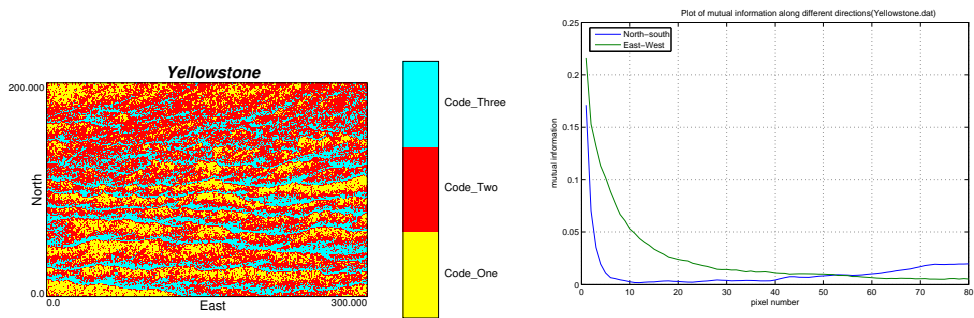 Yellowstone
200.000
North
0.0
0.0
300.000
East
Code_Three
Code_Two
Code_One
Plot of mutual information along different directions(Yellowstone.dat)
North−south
East−West
0.25
0.2
0.15
0.1
0.05
0
mutual information
0
10
20
30
40
50
60
70
80
pixel number